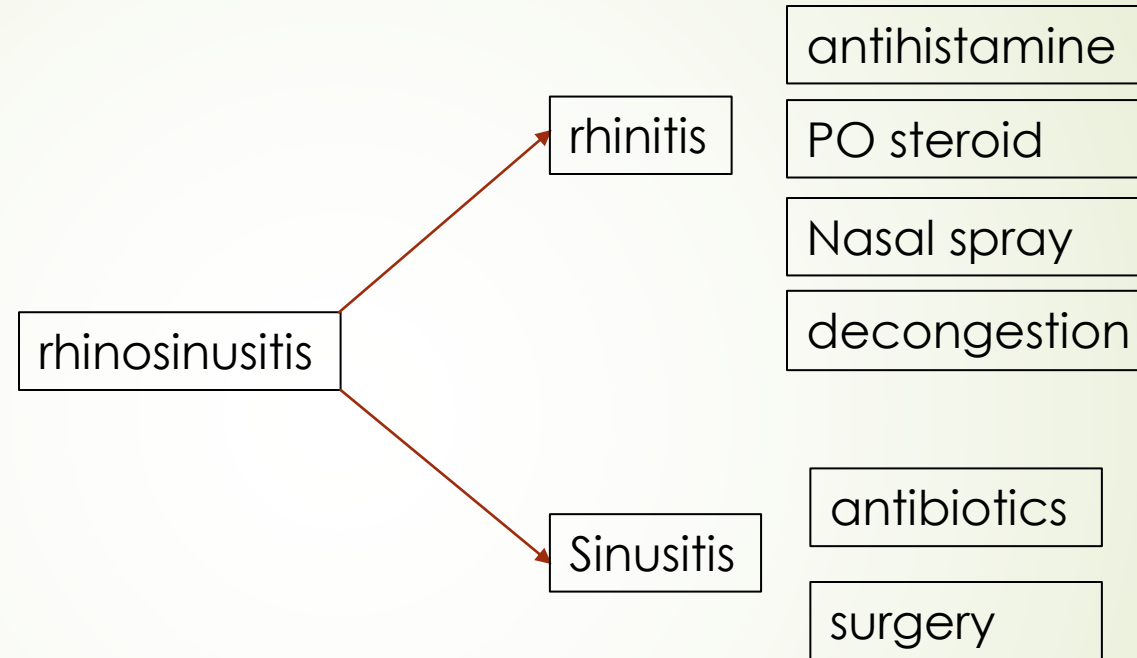 rhinosinusitis
rhinitis
antihistamine
PO steroid
Nasal spray
decongestion
Sinusitis
antibiotics
surgery